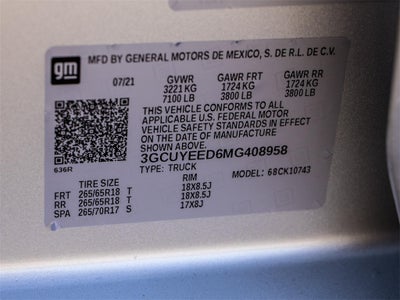 gm
MFD BY GENERAL MOTORS DE MEXICO, S. DE R.L. DE C.V.
07/21 GVWR GAWR FRT GAWR RR
3221 KG 1724 KG 1724 KG
7100 LB 3800 LB 3800 LB
THIS VEHICLE CONFORMS TO ALL
APPLICABLE U.S. FEDERAL MOTOR
VEHICLE SAFETY STANDARDS IN
EFFECT ON THE DATE OF
MANUFACTURE SHOWN ABOVE.
3GCUYEED6MG408958
636R TYPE: TRUCK MODEL: 68CK10743
TIRE SIZE RIM
FRT 265/65R18 T 18X8.5J
RR 265/65R18 T 18X8.5J
SPA 265/70R17 S 17X8J